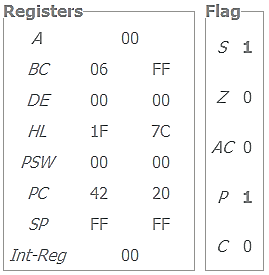 Registers
A 00
BC 06 FF
DE 00 00
HL 1F 7C
PSW 00 00
PC 42 20
SP FF FF
Int-Reg 00
Flag
S 1
Z 0
AC 0
P 1
C 0